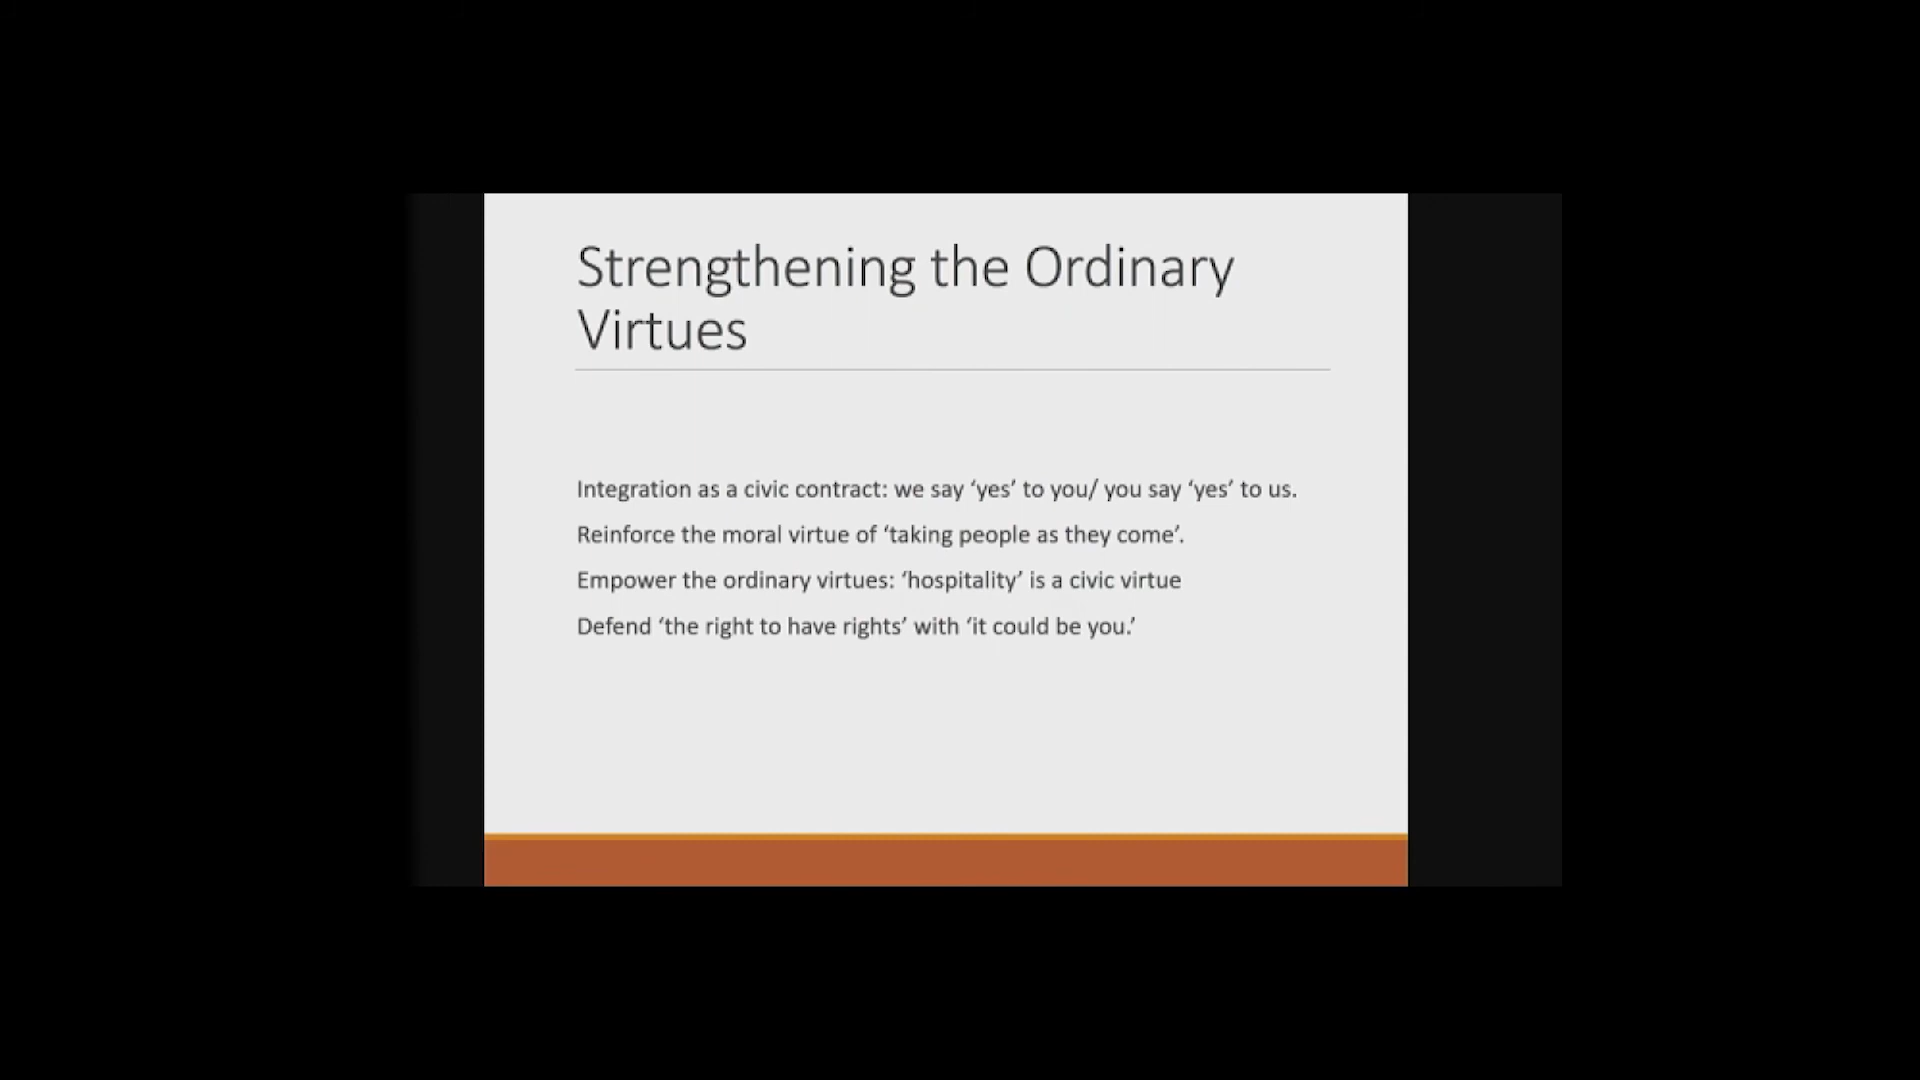 Strengthening the Ordinary
Virtues
Integration as a civic contract: we say ‘yes’ to you/ you say ‘yes’ to us.
Reinforce the moral virtue of ‘taking people as they come’.
Empower the ordinary virtues: ‘hospitality’ is a civic virtue
Defend ‘the right to have rights’ with ‘it could be you.’